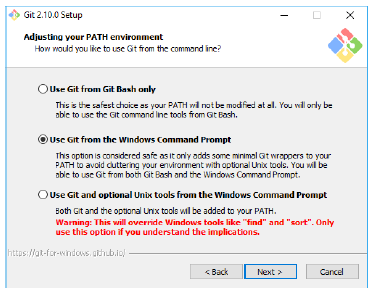 Git 2.10.0 Setup
Adjusting your PATH environment
How would you like to use Git from the command line?
Use Git from Git Bash only
This is the safest choice as your PATH will not be modified at all. You will only be
able to use the Git command line tools from Git Bash.
Use Git from the Windows Command Prompt
This option is considered safe as it only adds some minimal Git wrappers to your
PATH to avoid cluttering your environment with optional Unix tools. You will be
able to use Git from both Git Bash and the Windows Command Prompt.
Use Git and optional Unix tools from the Windows Command Prompt
Both Git and the optional Unix tools will be added to your PATH.
Warning: This will override Windows tools like "find" and "sort". Only
use this option if you understand the implications.
https://git-for-windows.github.io/
< Back Next > Cancel